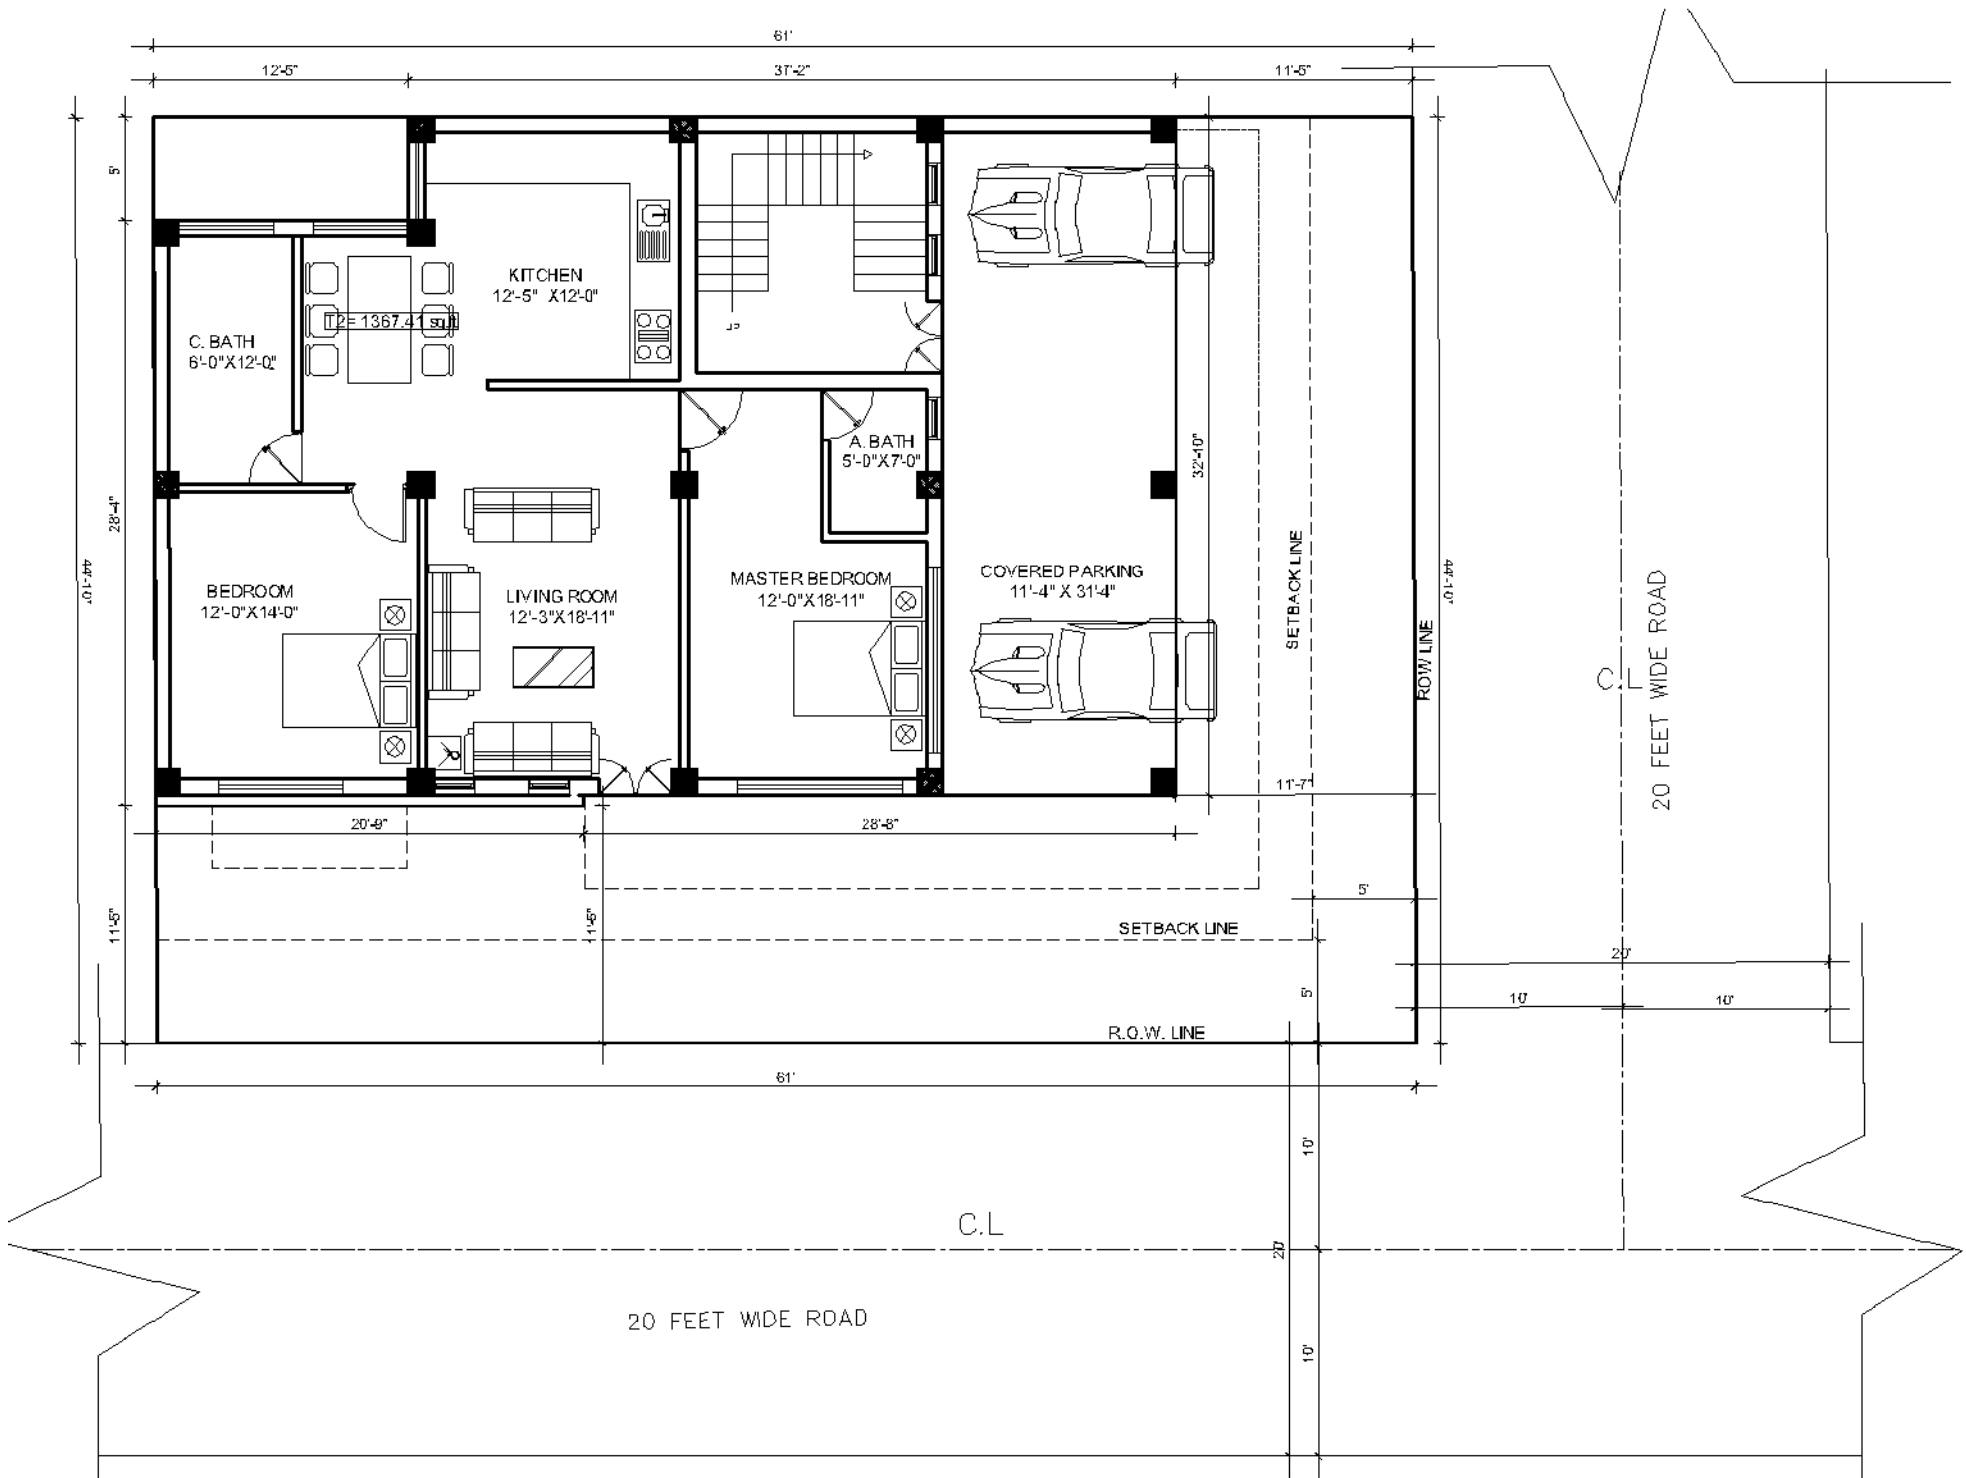 61'
12'-5"
37'-2"
11'-5"
5'
KITCHEN
12'-5" X12'-0"
T2= 1367.41 sq.ft
C. BATH
6'-0"X12'-0"
A. BATH
5'-0"X7'-0"
32'-10"
28'-4"
44'-10"
44'-10"
BEDROOM
12'-0"X14'-0"
LIVING ROOM
12'-3"X18'-11"
MASTER BEDROOM
12'-0"X18'-11"
COVERED PARKING
11'-4" X 31'-4"
SETBACK LINE
ROW LINE
C.L
20 FEET WIDE ROAD
11'-7"
20'-9"
28'-8"
5'
11'-5"
11'-5"
SETBACK LINE
20'
5'
10'
10'
R.O.W. LINE
61'
10'
C.L
20'
20 FEET WIDE ROAD
10'